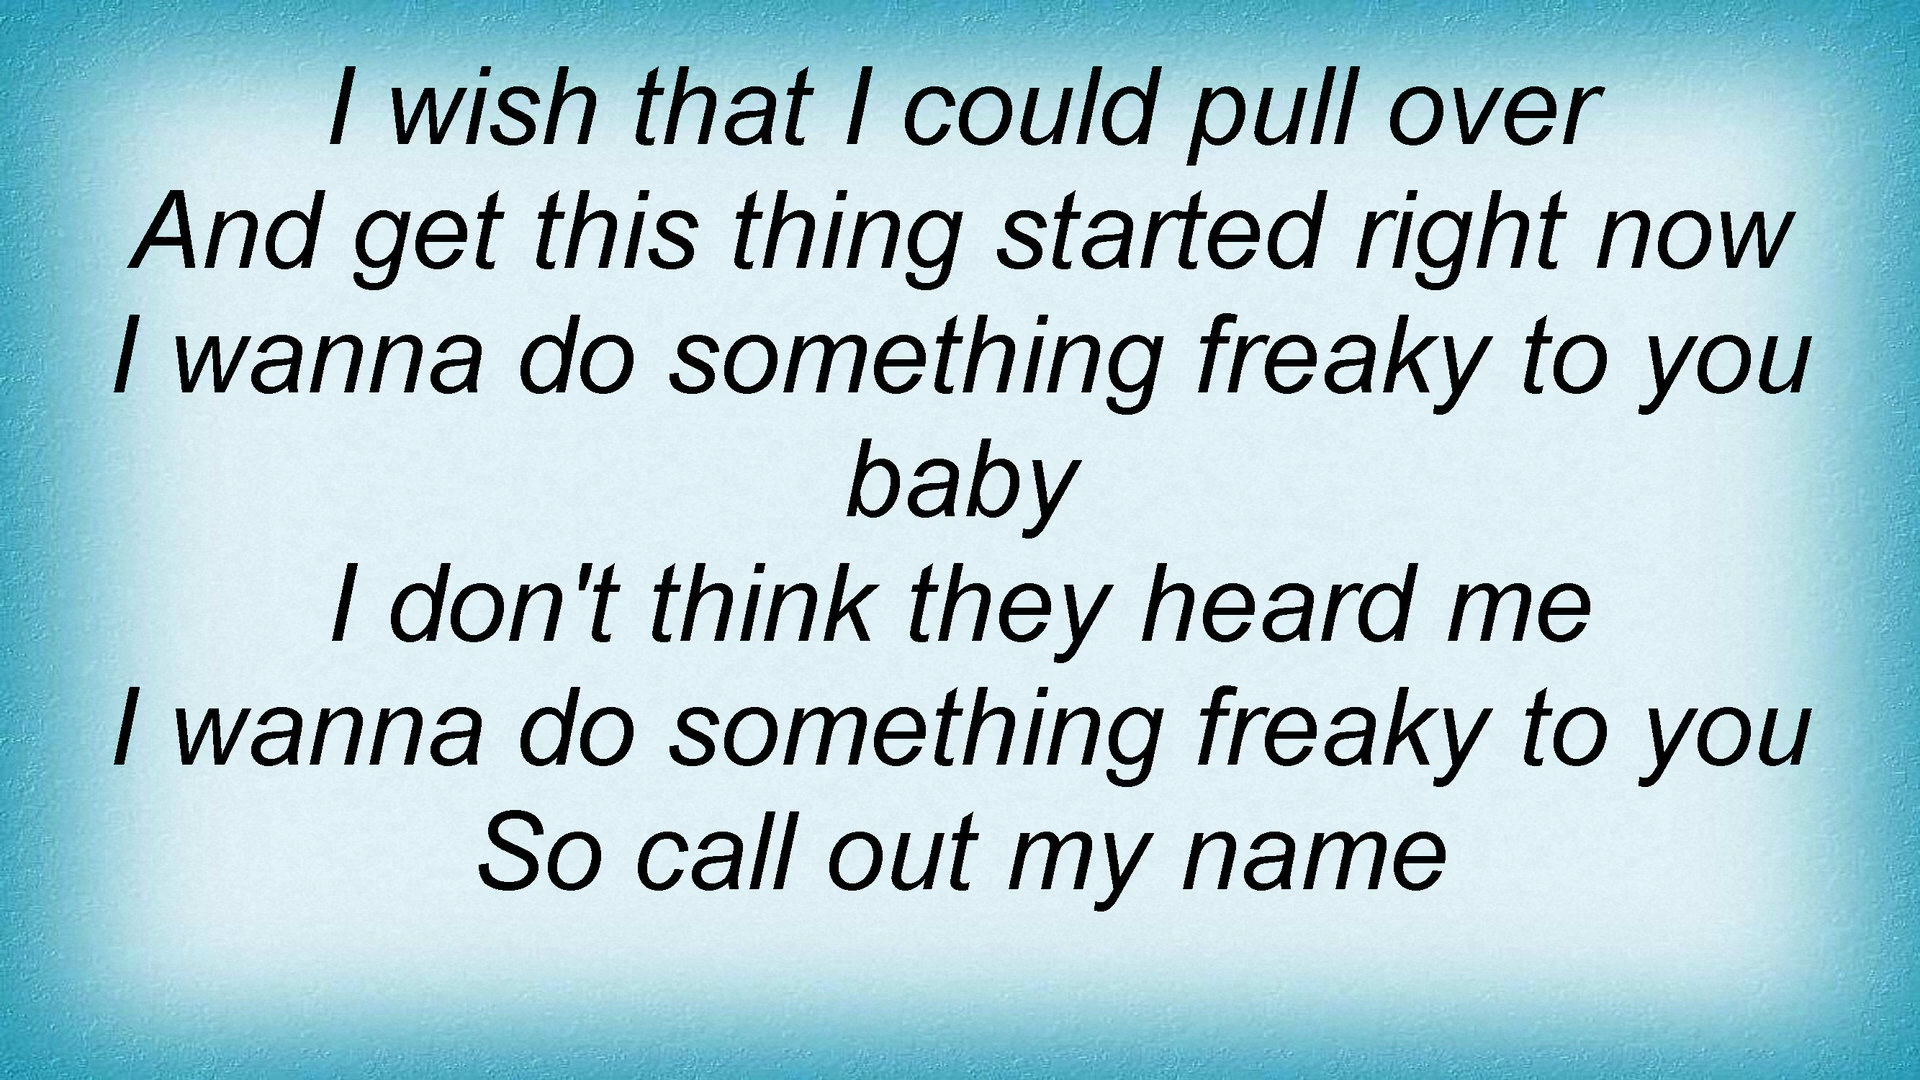 I wish that I could pull over
And get this thing started right now
I wanna do something freaky to you
baby
I don't think they heard me
I wanna do something freaky to you
So call out my name